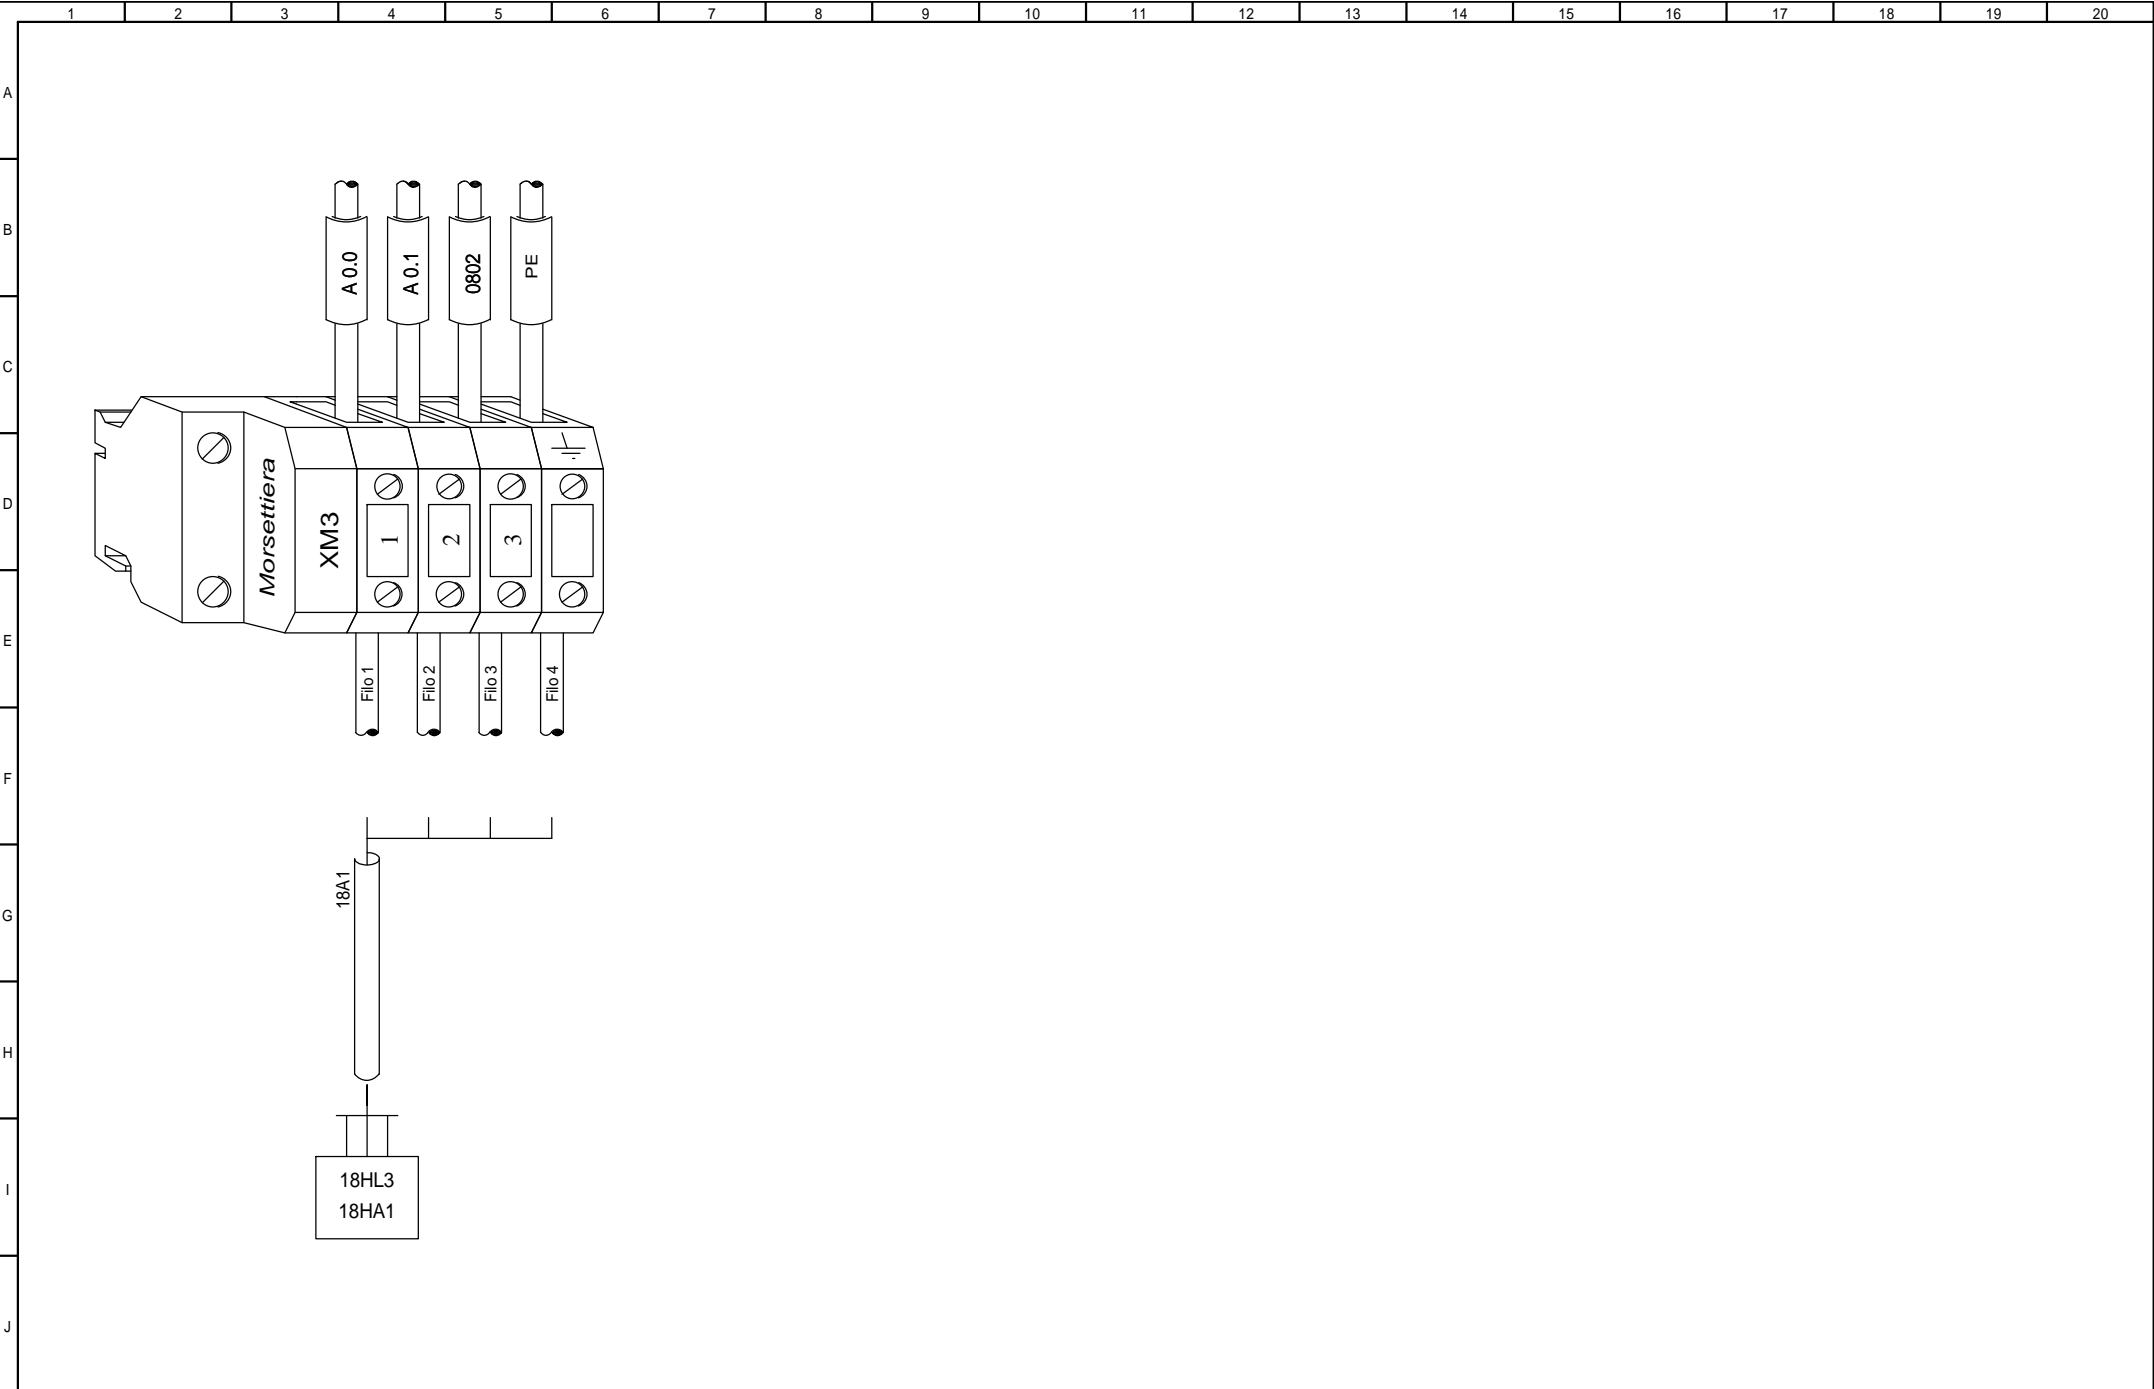 1 2 3 4 5 6 7 8 9 10 11 12 13 14 15 16 17 18 19 20
A
B
C
D
E
F
G
H
I
J
A 0.0
A 0.1
0802
PE
Morsettiera
XM3
1
2
3
Filo 1
Filo 2
Filo 3
Filo 4
18A1
18HL3
18HA1